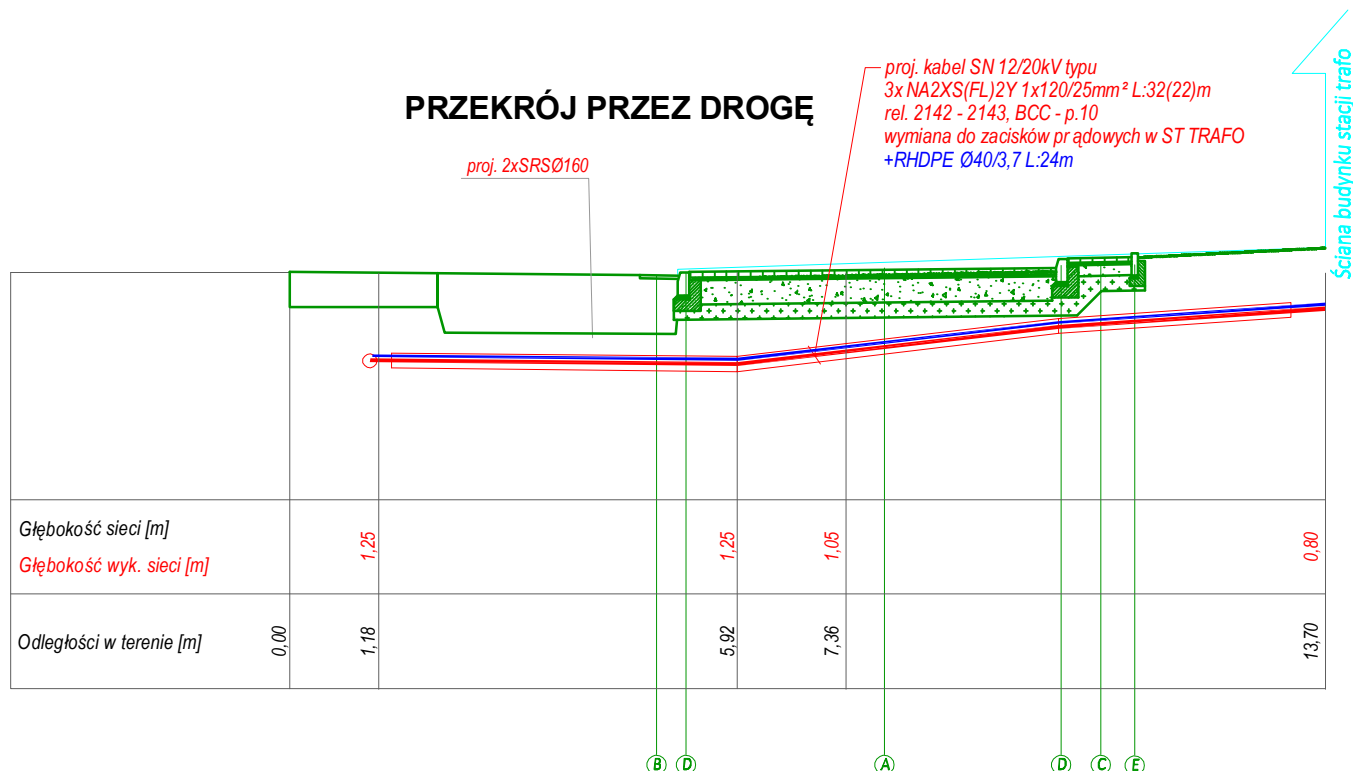 PRZEKRÓJ PRZEZ DROGĘ
proj. kabel SN 12/20kV typu
3x NA2XS(FL)2Y 1x120/25mm² L:32(22)m
rel. 2142 - 2143, BCC - p.10
wymiana do zacisków pr ądowych w ST TRAFO
+RHDPE Ø40/3,7 L:24m
proj. 2xSRSØ160
Ściana budynku stacji trafo
Głębokość sieci [m]
Głębokość wyk. sieci [m]
1,25
1,25
1,05
0,80
Odległości w terenie [m]
0,00
1,18
5,92
7,36
13,70
B
D
A
D
C
E